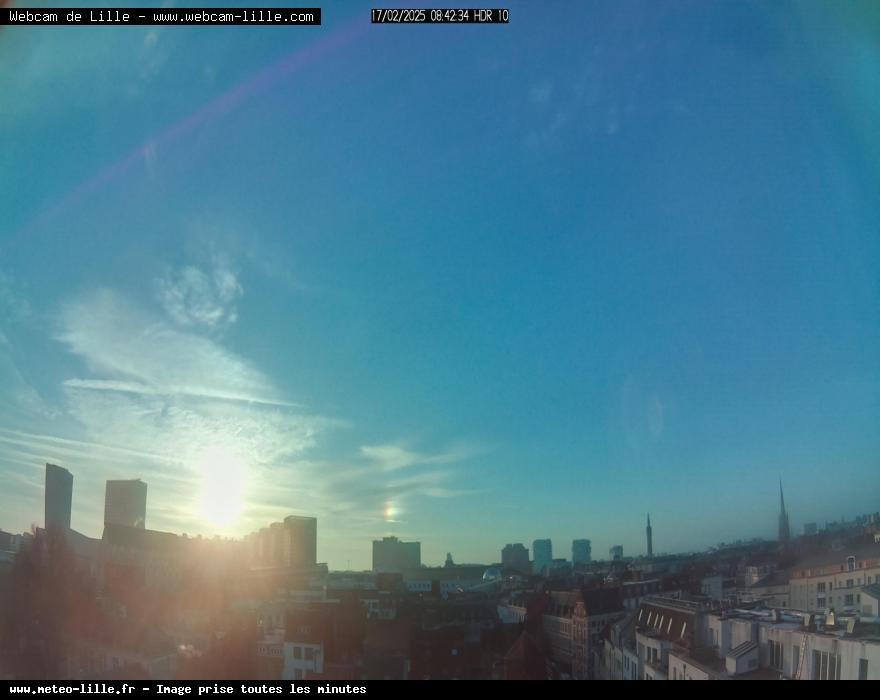 Webcam de Lille - www.webcam-lille.com
17/02/2025 08:42:34 HDR 10
www.meteo-lille.fr - Image prise toutes les minutes